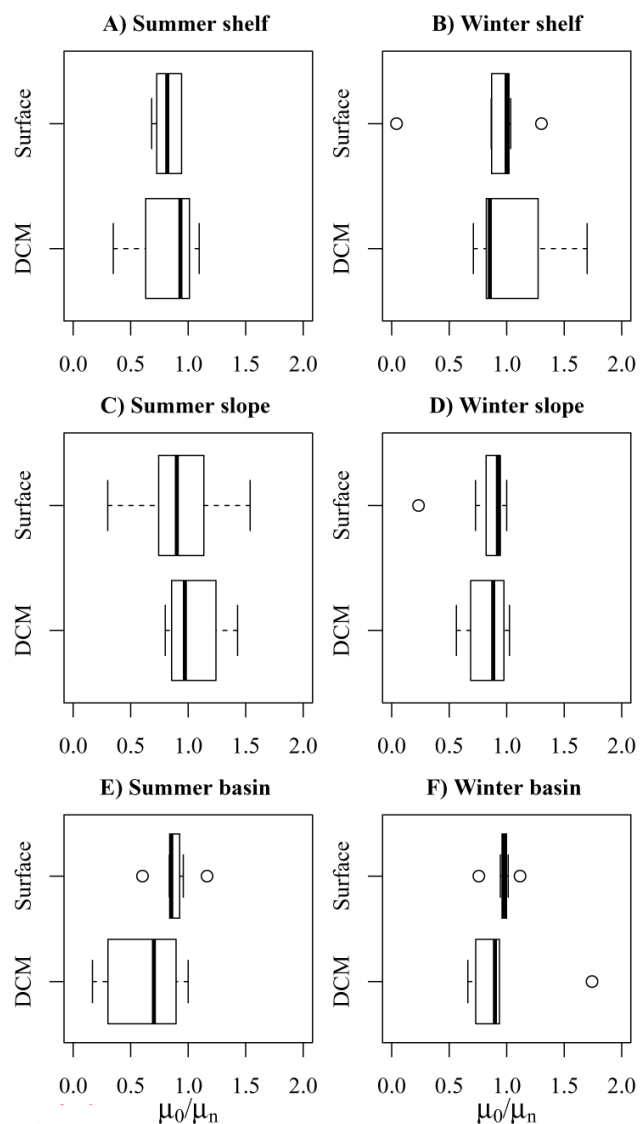 A) Summer shelf
B) Winter shelf
Surface
DCM
0.0 0.5 1.0 1.5 2.0
Surface
DCM
0.0 0.5 1.0 1.5 2.0
C) Summer slope
D) Winter slope
Surface
DCM
0.0 0.5 1.0 1.5 2.0
Surface
DCM
0.0 0.5 1.0 1.5 2.0
E) Summer basin
F) Winter basin
Surface
DCM
0.0 0.5 1.0 1.5 2.0
μ₀/μₙ
Surface
DCM
0.0 0.5 1.0 1.5 2.0
μ₀/μₙ